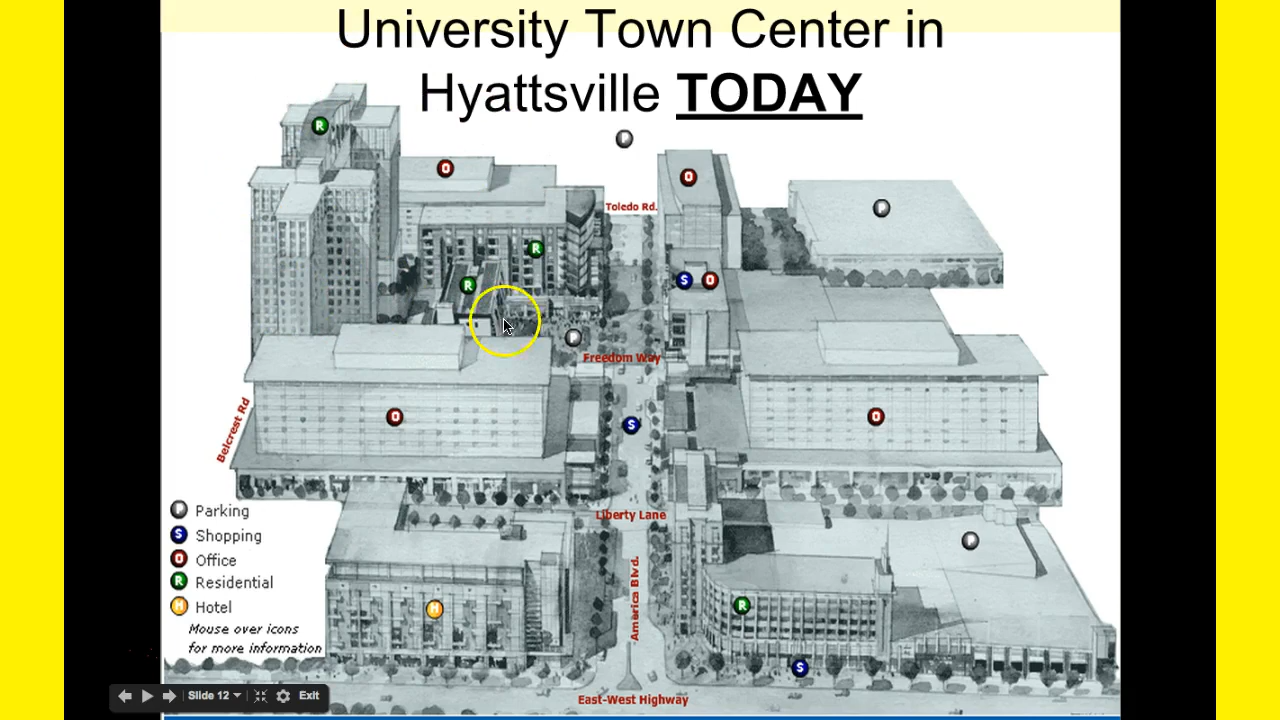 University Town Center in
Hyattsville TODAY
R
P
O
O
Toledo Rd.
P
R
R
S O
P
Freedom Way
Belcrest Rd
O
S
O
P Parking
S Shopping
O Office
R Residential
H Hotel
Mouse over icons
for more information
Liberty Lane
P
America Blvd.
H
R
S
East-West Highway
Slide 12
Exit